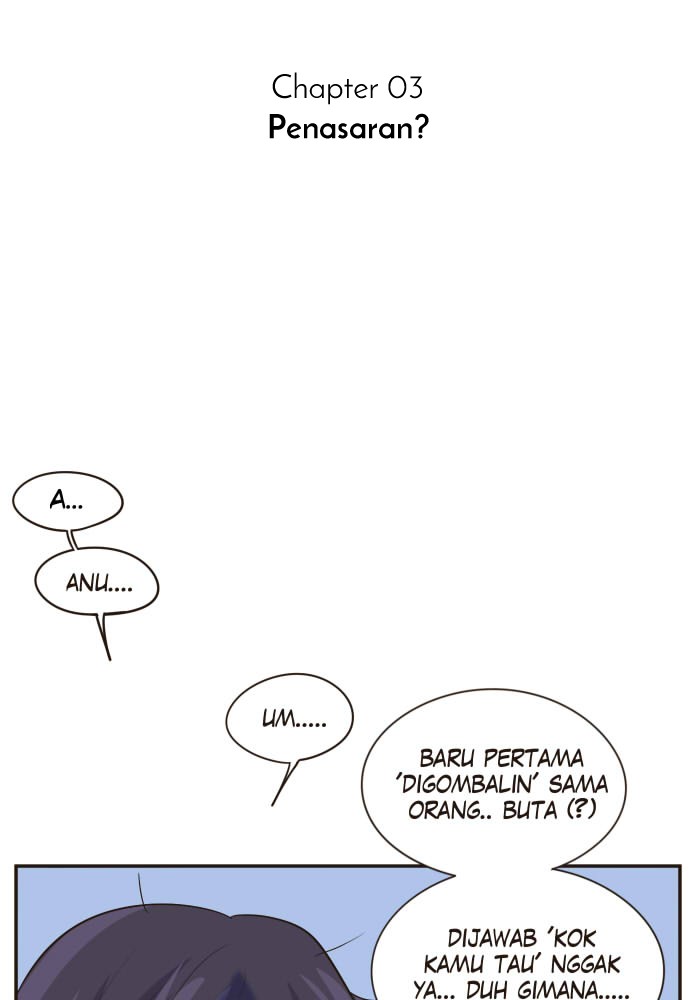 Chapter 03
Penasaran?
A...
ANU....
UM.....
BARU PERTAMA
'DIGOMBALIN' SAMA
ORANG.. BUTA (?)
DIJAWAB 'KOK
KAMU TAU' NGGAK
YA... DUH GIMANA.....